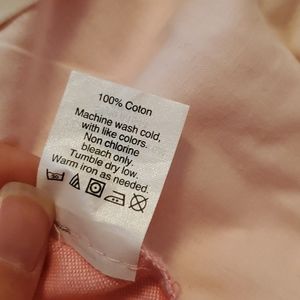 100% Coton
Machine wash cold,
with like colors.
Non chlorine
bleach only.
Tumble dry low.
Warm iron as needed.